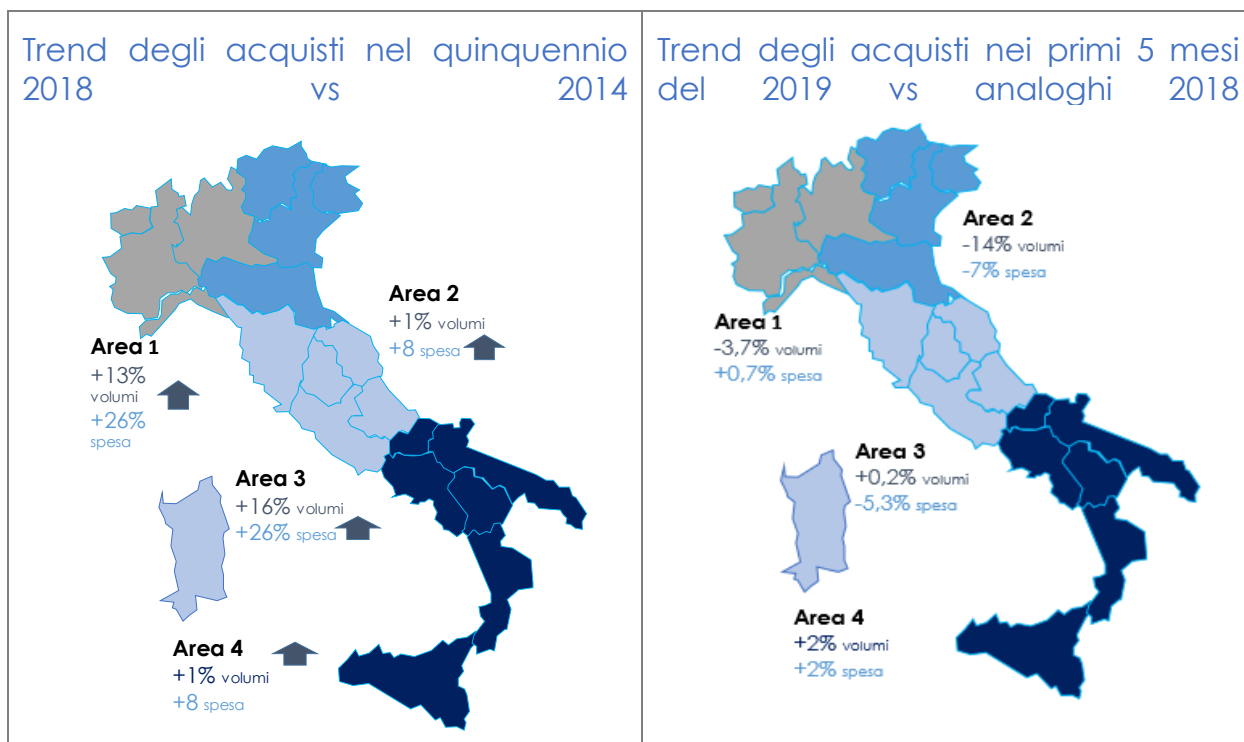 Trend degli acquisti nel quinquennio
2018 vs 2014
Area 2
+1% volumi
+8 spesa
Area 1
+13%
volumi
+26%
spesa
Area 3
+16% volumi
+26% spesa
Area 4
+1% volumi
+8 spesa
Trend degli acquisti nei primi 5 mesi
del 2019 vs analoghi 2018
Area 2
-14% volumi
-7% spesa
Area 1
-3,7% volumi
+0,7% spesa
Area 3
+0,2% volumi
-5,3% spesa
Area 4
+2% volumi
+2% spesa